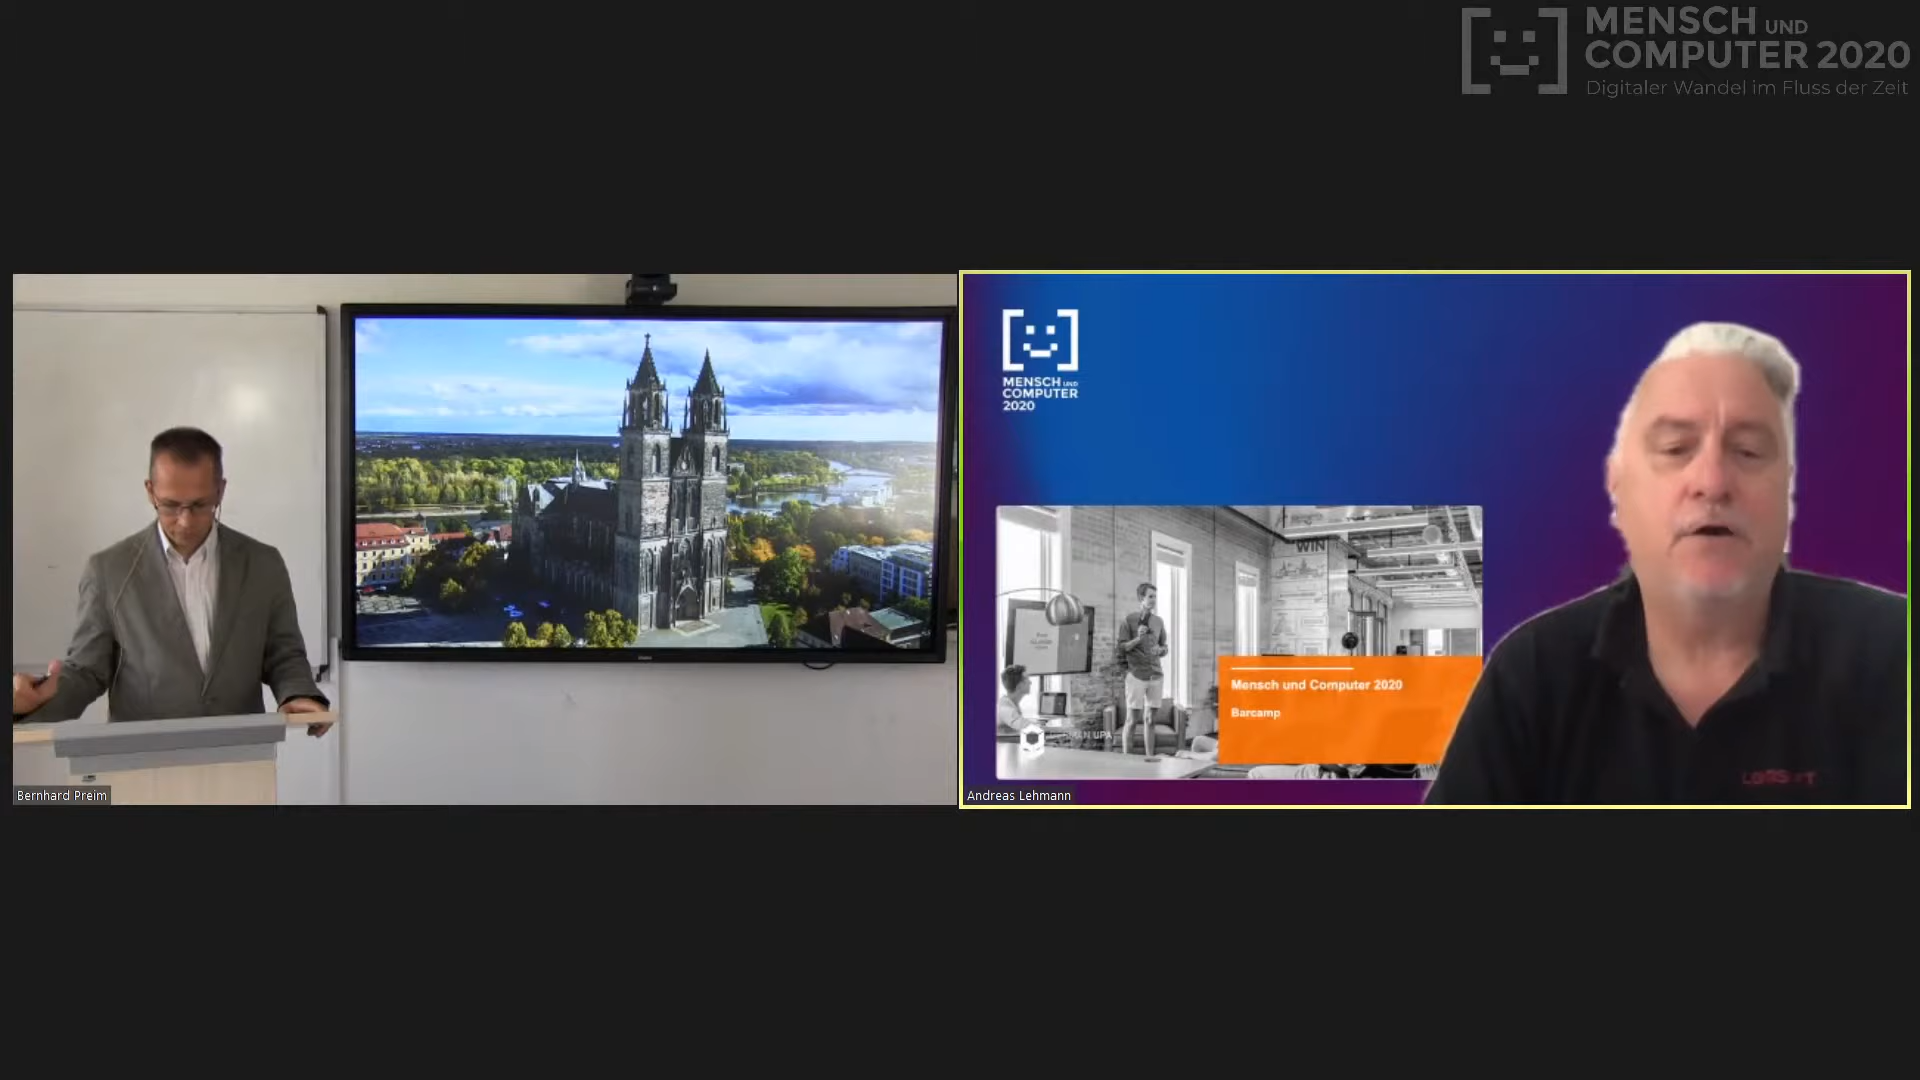 MENSCH UND
COMPUTER 2020
Digitaler Wandel im Fluss der Zeit
MENSCH UND
COMPUTER
2020
WIN
Mensch und Computer 2020
Barcamp
Bernhard Preim
Andreas Lehmann